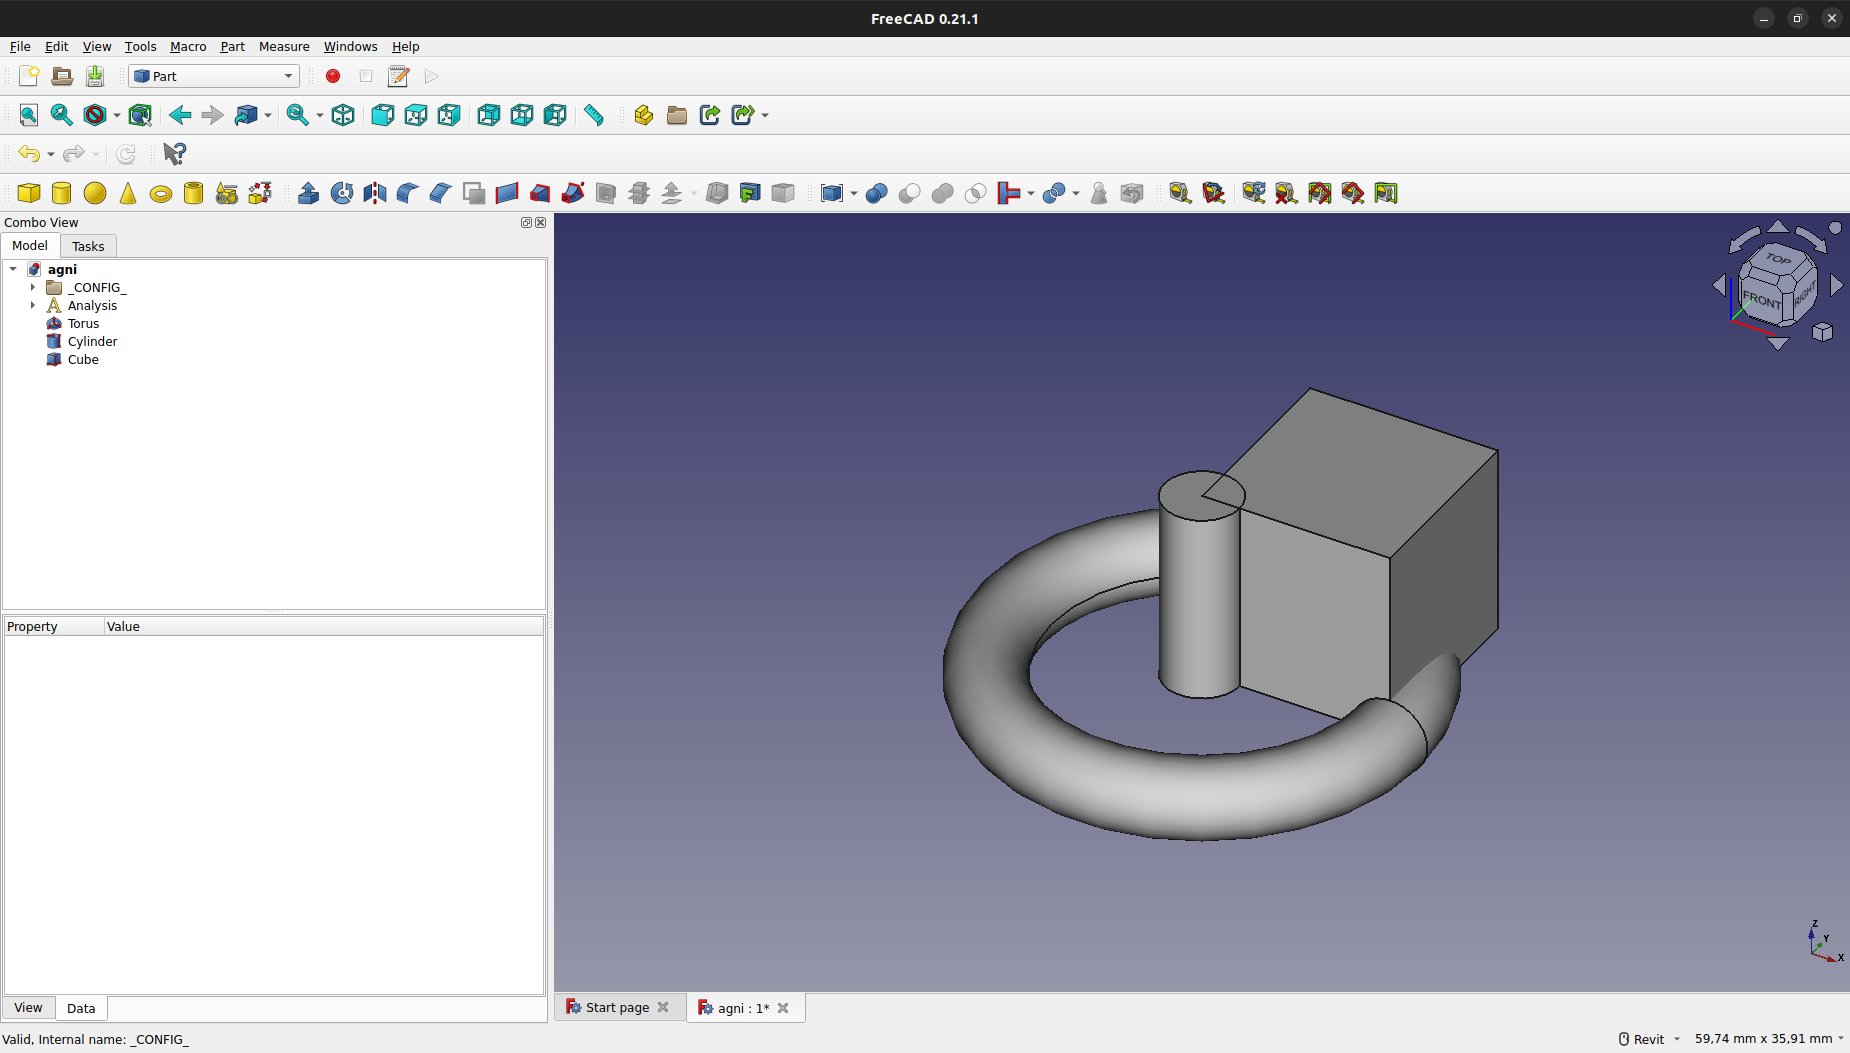 FreeCAD 0.21.1
File Edit View Tools Macro Part Measure Windows Help
Part
Combo View
Model Tasks
agni
_CONFIG_
Analysis
Torus
Cylinder
Cube
TOP
FRONT
RIGHT
Property Value
Z
Y
X
View Data
Start page agni : 1*
Valid, Internal name: _CONFIG_
Revit 59,74 mm x 35,91 mm